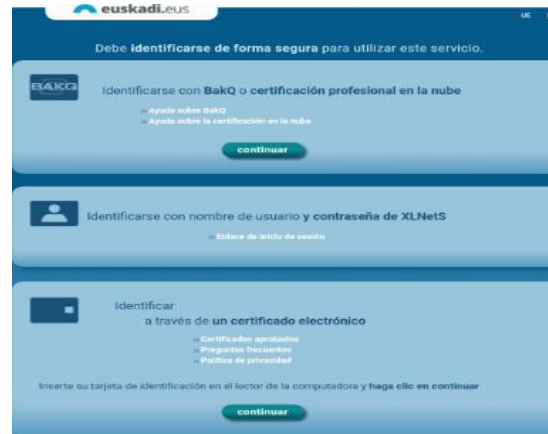 euskadi.eus
UE
Debe identificarse de forma segura para utilizar este servicio.
BAKQ
Identificarse con BakQ o certificación profesional en la nube
Ayuda sobre BakQ
Ayuda sobre la certificación en la nube
continuar
Identificarse con nombre de usuario y contraseña de XLNetS
Enlace de inicio de sesión
Identificar
a través de un certificado electrónico
Certificados aprobados
Preguntas frecuentes
Política de privacidad
Inserte su tarjeta de identificación en el lector de la computadora y haga clic en continuar
continuar